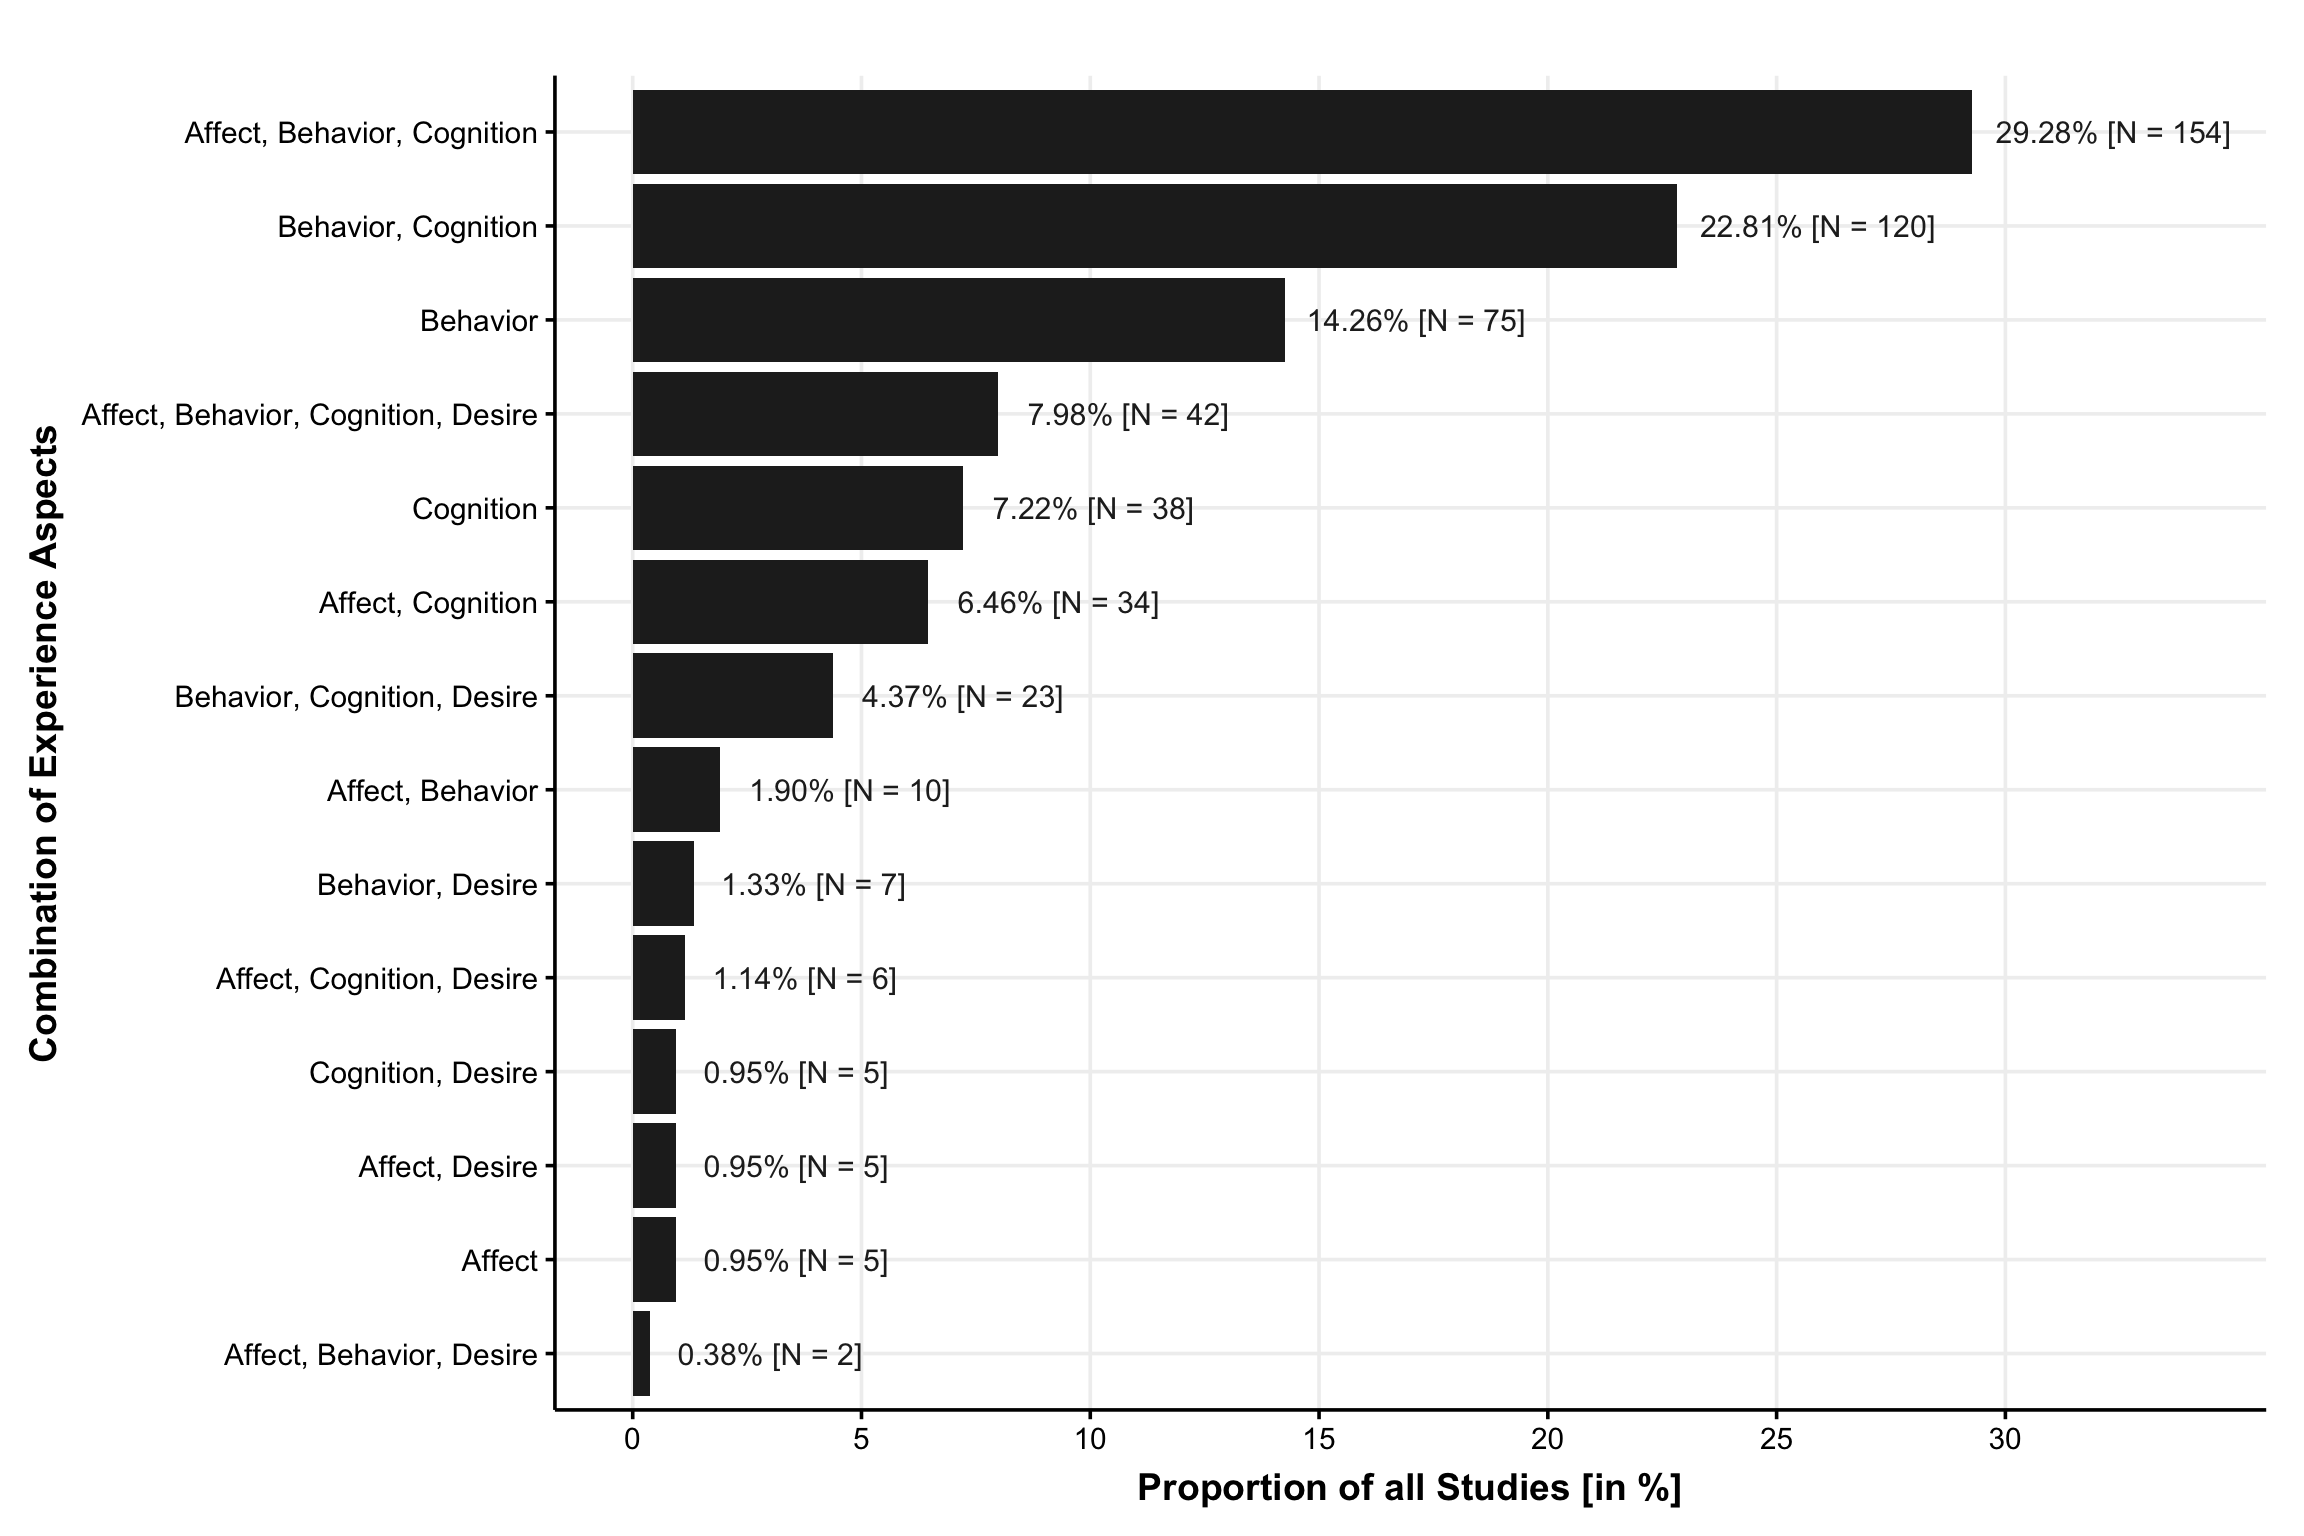 Combination of Experience Aspects
Affect, Behavior, Cognition 29.28% [N = 154]
Behavior, Cognition 22.81% [N = 120]
Behavior 14.26% [N = 75]
Affect, Behavior, Cognition, Desire 7.98% [N = 42]
Cognition 7.22% [N = 38]
Affect, Cognition 6.46% [N = 34]
Behavior, Cognition, Desire 4.37% [N = 23]
Affect, Behavior 1.90% [N = 10]
Behavior, Desire 1.33% [N = 7]
Affect, Cognition, Desire 1.14% [N = 6]
Cognition, Desire 0.95% [N = 5]
Affect, Desire 0.95% [N = 5]
Affect 0.95% [N = 5]
Affect, Behavior, Desire 0.38% [N = 2]
0 5 10 15 20 25 30
Proportion of all Studies [in %]